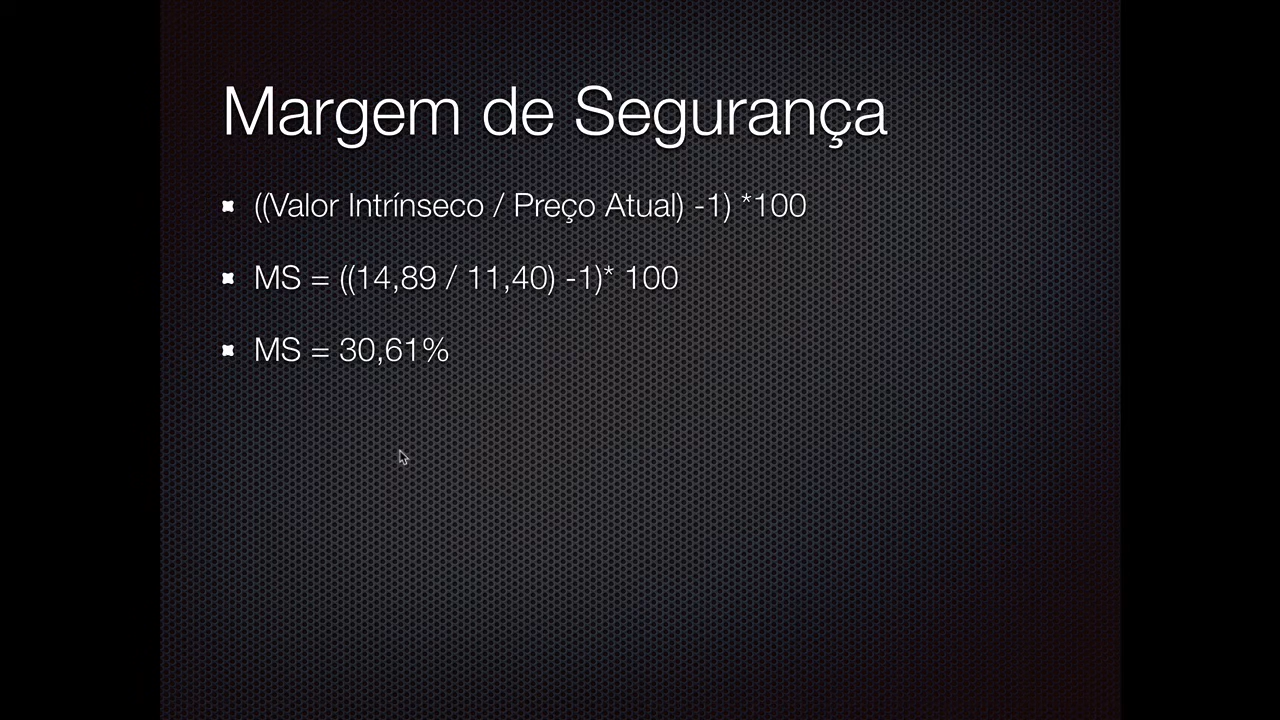 Margem de Segurança
((Valor Intrínseco / Preço Atual) -1) *100
MS = ((14,89 / 11,40) -1)* 100
MS = 30,61%